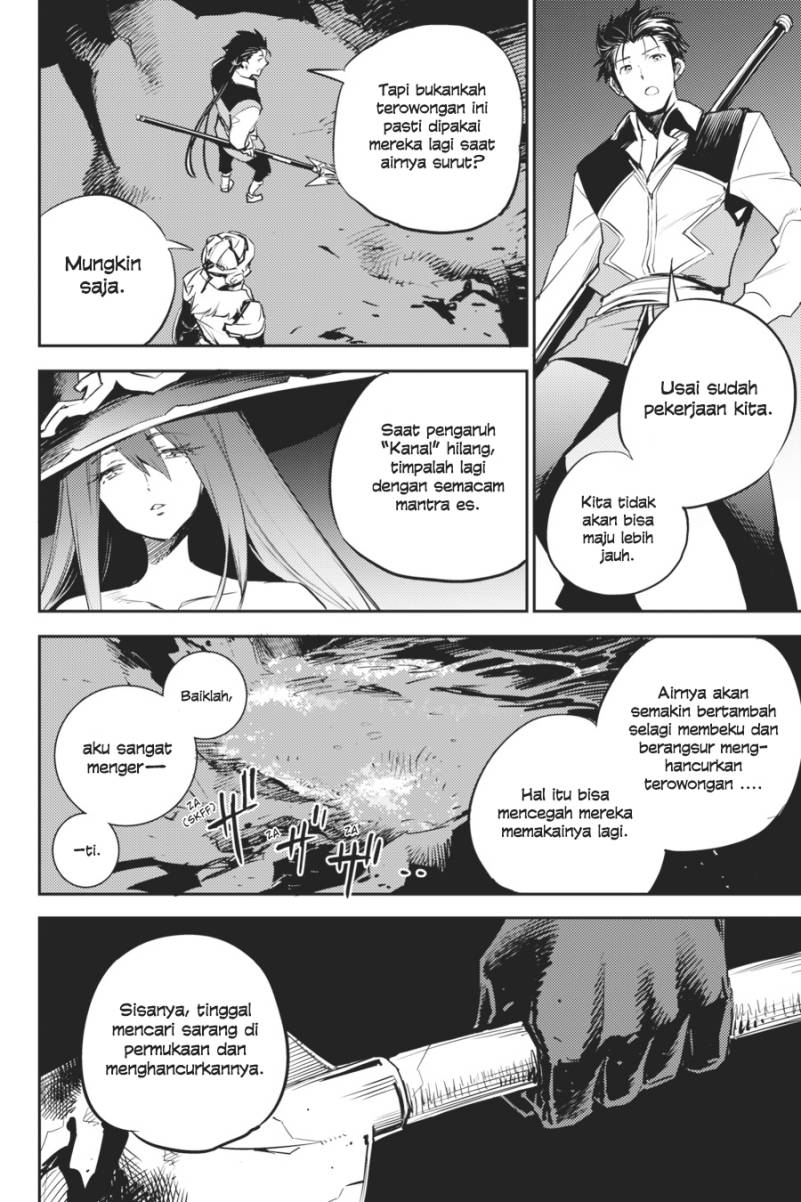 Usai sudah
pekerjaan kita.
Kita tidak
akan bisa
maju lebih
jauh.
Tapi bukankah
terowongan ini
pasti dipakai
mereka lagi saat
airnya surut?
Mungkin
saja.
Saat pengaruh
"Kanal" hilang,
timpalah lagi
dengan semacam
mantra es.
Airnya akan
semakin bertambah
selagi membeku dan
berangsur meng-
hancurkan
terowongan ....
Hal itu bisa
mencegah mereka
memakainya lagi.
Baiklah,
aku sangat
menger—
—ti.
ZA
(SKFF)
ザ
ZA
ザ
ZA
ザ
Sisanya, tinggal
mencari sarang di
permukaan dan
menghancurkannya.